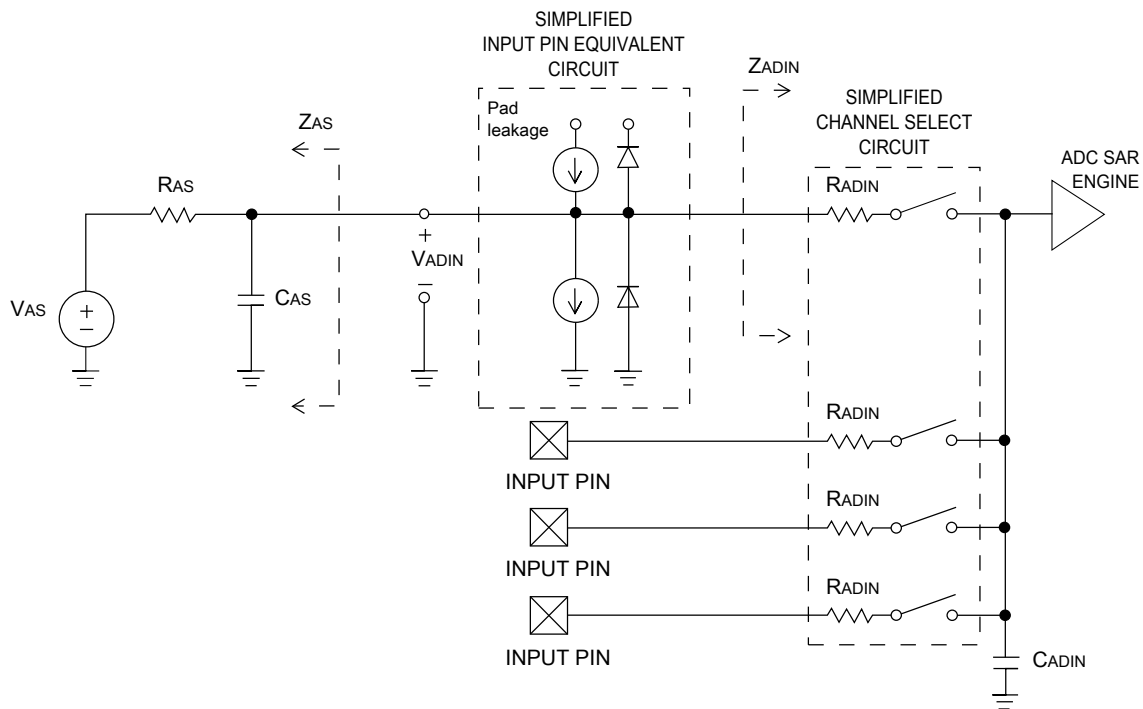 SIMPLIFIED
INPUT PIN EQUIVALENT
CIRCUIT
Pad
leakage
ZADIN
SIMPLIFIED
CHANNEL SELECT
CIRCUIT
ADC SAR
ENGINE
ZAS
RAS
RADIN
+
VADIN
–
CAS
VAS
+
–
RADIN
INPUT PIN
RADIN
INPUT PIN
RADIN
INPUT PIN
CADIN